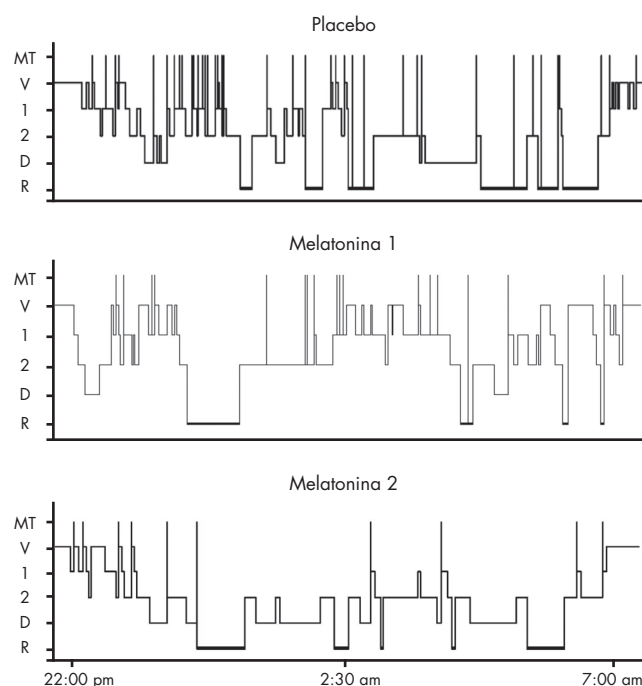 Placebo
MT
V
1
2
D
R
Melatonina 1
MT
V
1
2
D
R
Melatonina 2
MT
V
1
2
D
R
22:00 pm 2:30 am 7:00 am